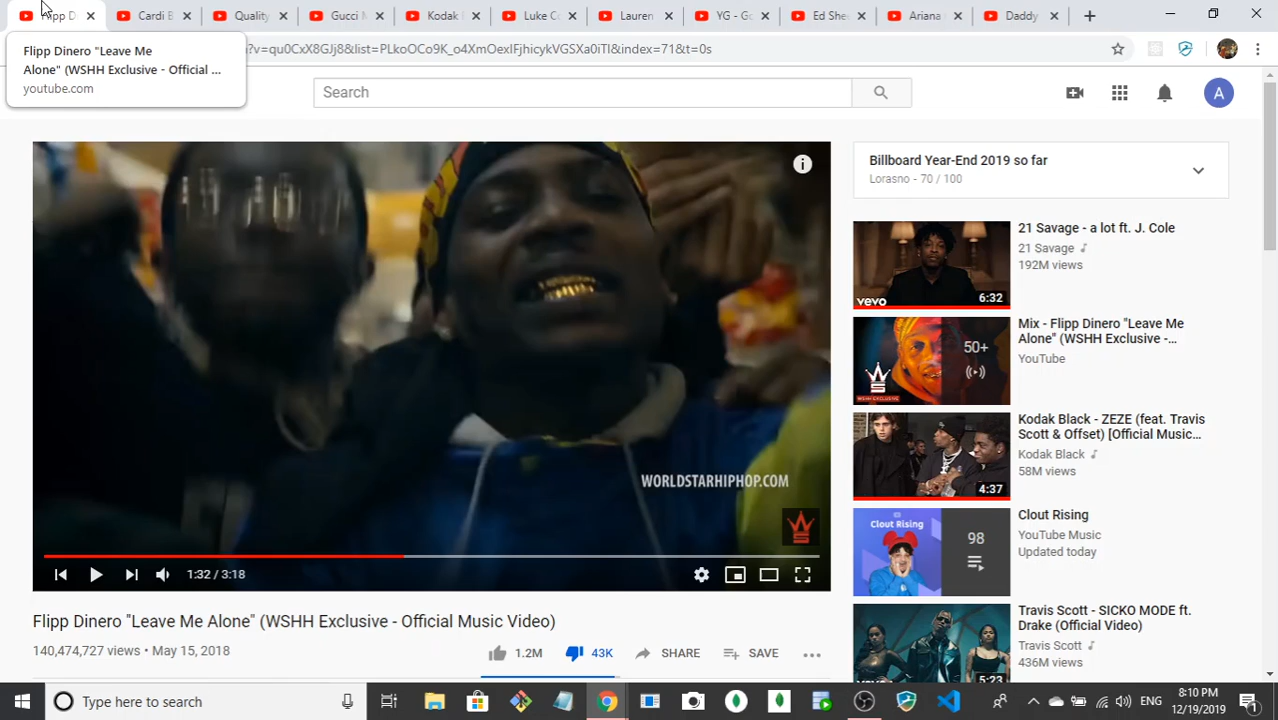 Flipp D
Cardi B
Quality
Gucci M
Kodak
Luke C
Lauren
YG - G
Ed She
Ariana
Daddy
Flipp Dinero "Leave Me
Alone" (WSHH Exclusive - Official ...
youtube.com
?v=qu0CxX8GJj8&list=PLkoOCo9K_o4XmOexIFjhicykVGSXa0iTl&index=71&t=0s
Search
A
WORLDSTARHIPHOP.COM
1:32 / 3:18
Flipp Dinero "Leave Me Alone" (WSHH Exclusive - Official Music Video)
140,474,727 views • May 15, 2018
1.2M
43K
SHARE
SAVE
Billboard Year-End 2019 so far
Lorasno - 70 / 100
vevo
6:32
21 Savage - a lot ft. J. Cole
21 Savage
192M views
50+
WSHH EXCLUSIVE
Mix - Flipp Dinero "Leave Me
Alone" (WSHH Exclusive -...
YouTube
4:37
Kodak Black - ZEZE (feat. Travis
Scott & Offset) [Official Music...
Kodak Black
58M views
Clout Rising
98
Clout Rising
YouTube Music
Updated today
5:23
Travis Scott - SICKO MODE ft.
Drake (Official Video)
Travis Scott
436M views
Type here to search
ENG
8:10 PM
12/19/2019
1